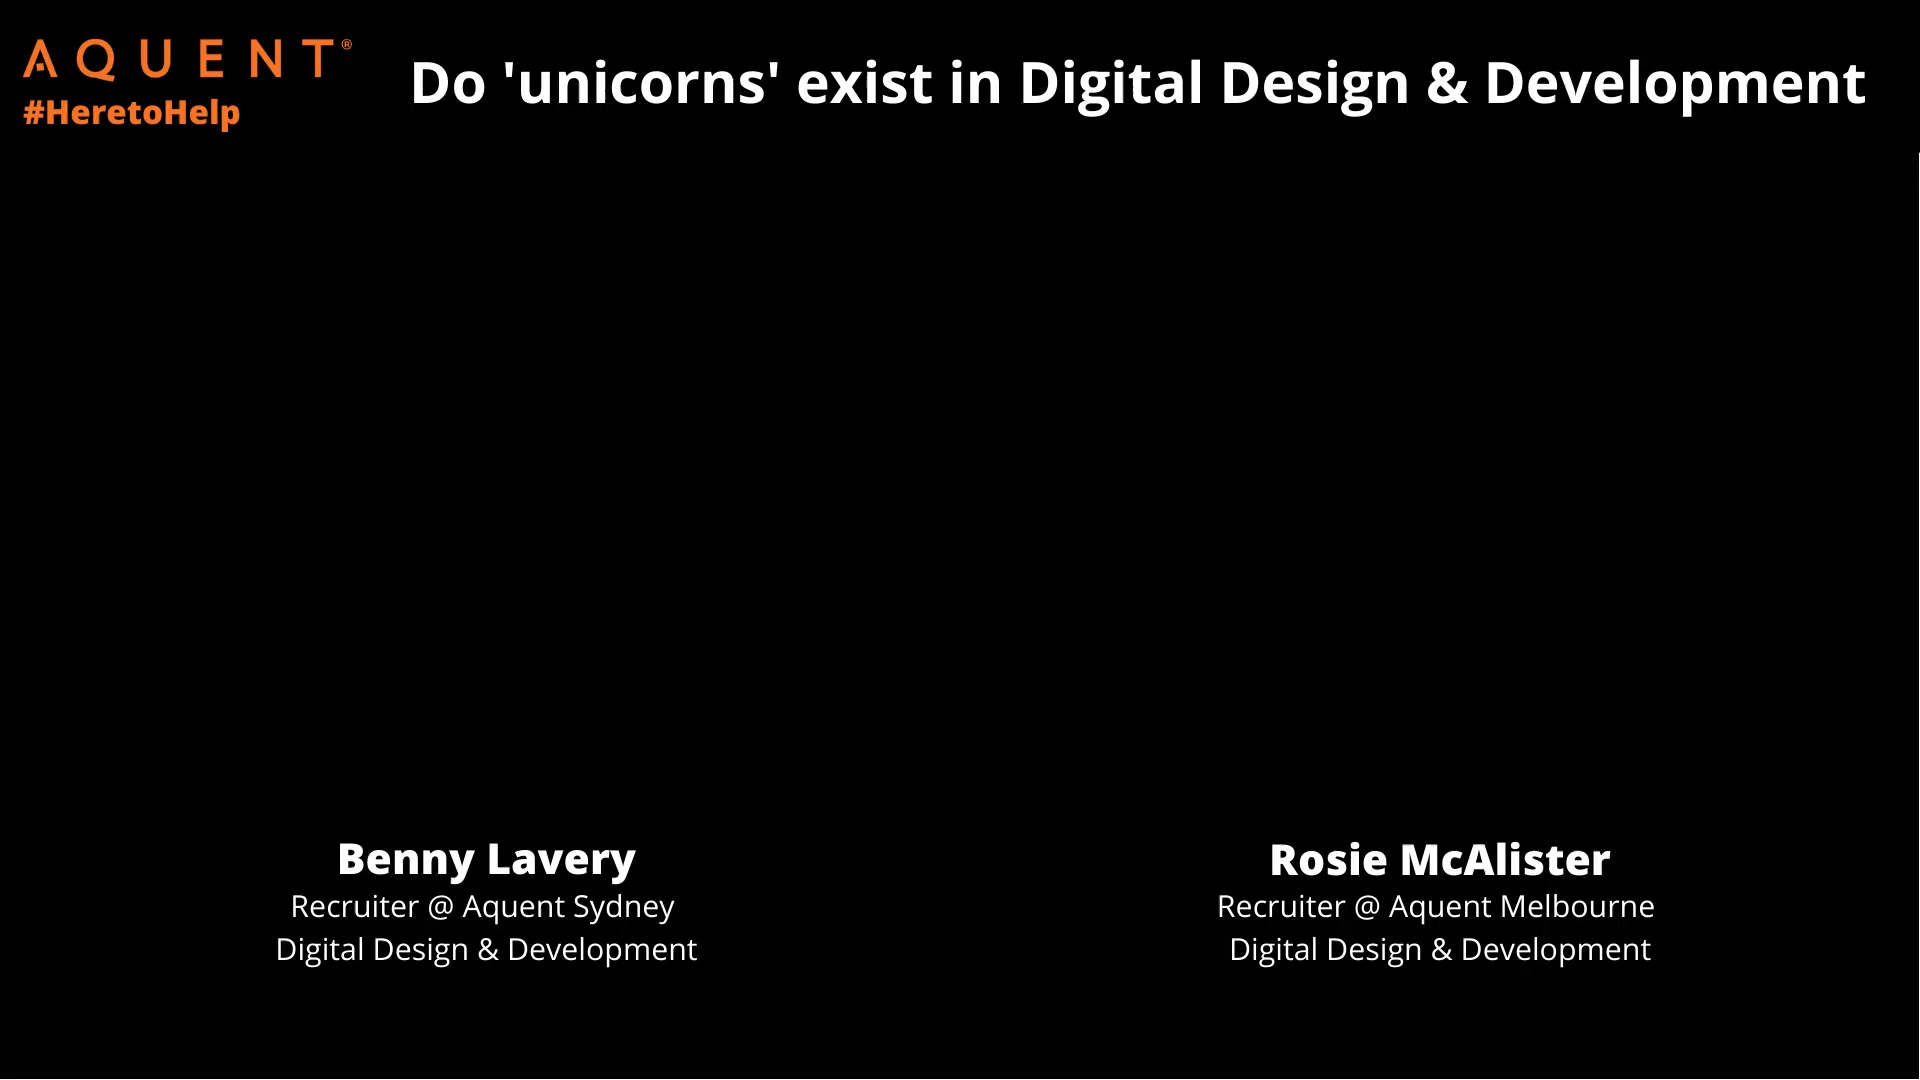 AQUENT®
#HeretoHelp
Do 'unicorns' exist in Digital Design & Development
Benny Lavery
Recruiter @ Aquent Sydney
Digital Design & Development
Rosie McAlister
Recruiter @ Aquent Melbourne
Digital Design & Development